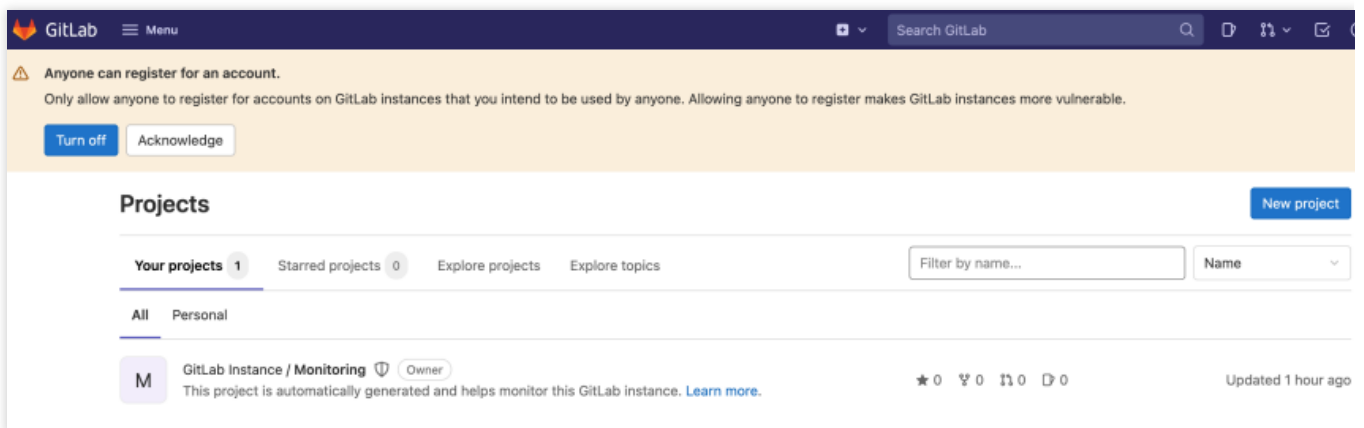 GitLab Menu Search GitLab
Anyone can register for an account.
Only allow anyone to register for accounts on GitLab instances that you intend to be used by anyone. Allowing anyone to register makes GitLab instances more vulnerable.
Turn off Acknowledge
Projects New project
Your projects 1 Starred projects 0 Explore projects Explore topics Filter by name... Name
All Personal
M GitLab Instance / Monitoring Owner
This project is automatically generated and helps monitor this GitLab instance. Learn more. 0 0 0 0 Updated 1 hour ago